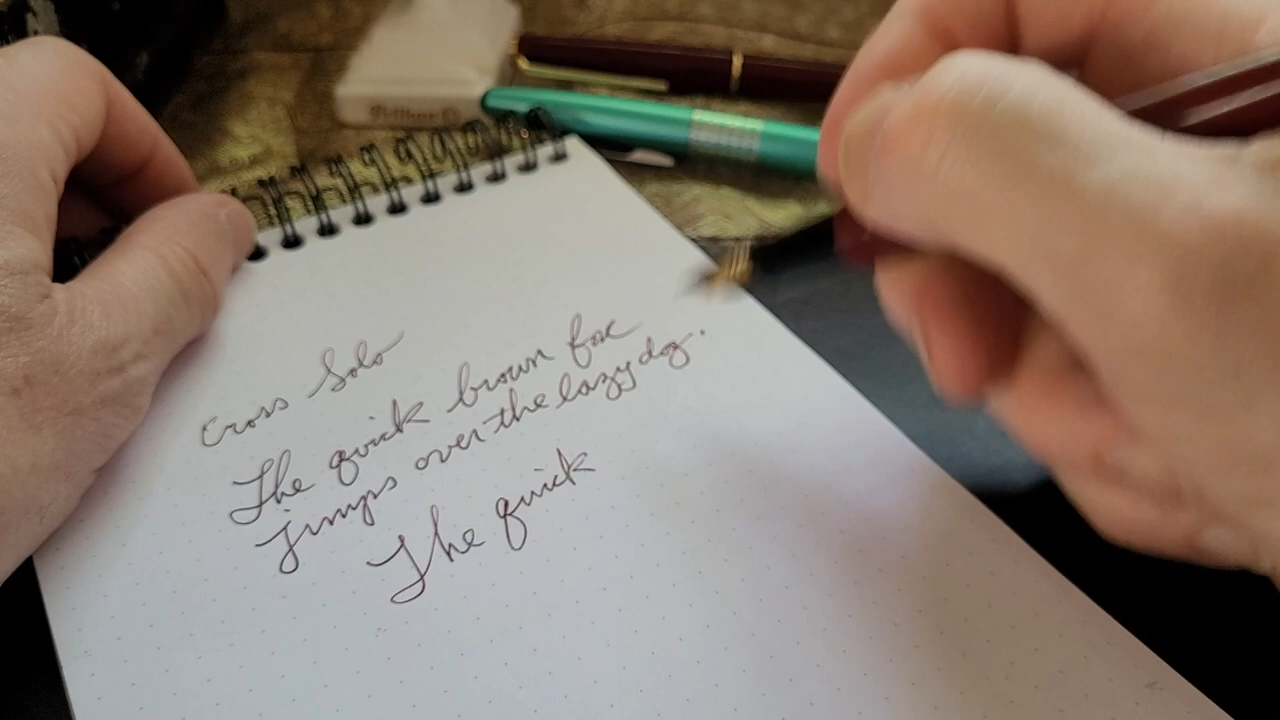 Cross Solo
The quick brown fox
jumps over the lazy dog.
The quick